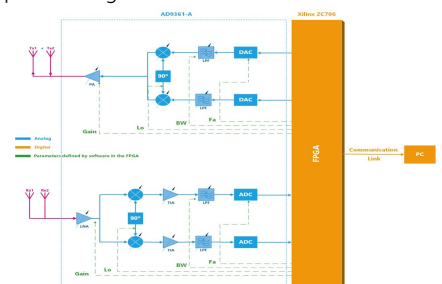 AD9361-A
Xilinx ZC706
Tx1
Tx2
DAC
LPF
PA
90°
DAC
LPF
Gain
Lo
BW
Fa
Analog
Digital
Parameters defined by software in the FPGA
FPGA
Communication
Link
PC
Rx1
Rx2
ADC
TIA
LPF
LNA
90°
ADC
TIA
LPF
Lo
BW
Fa
Gain